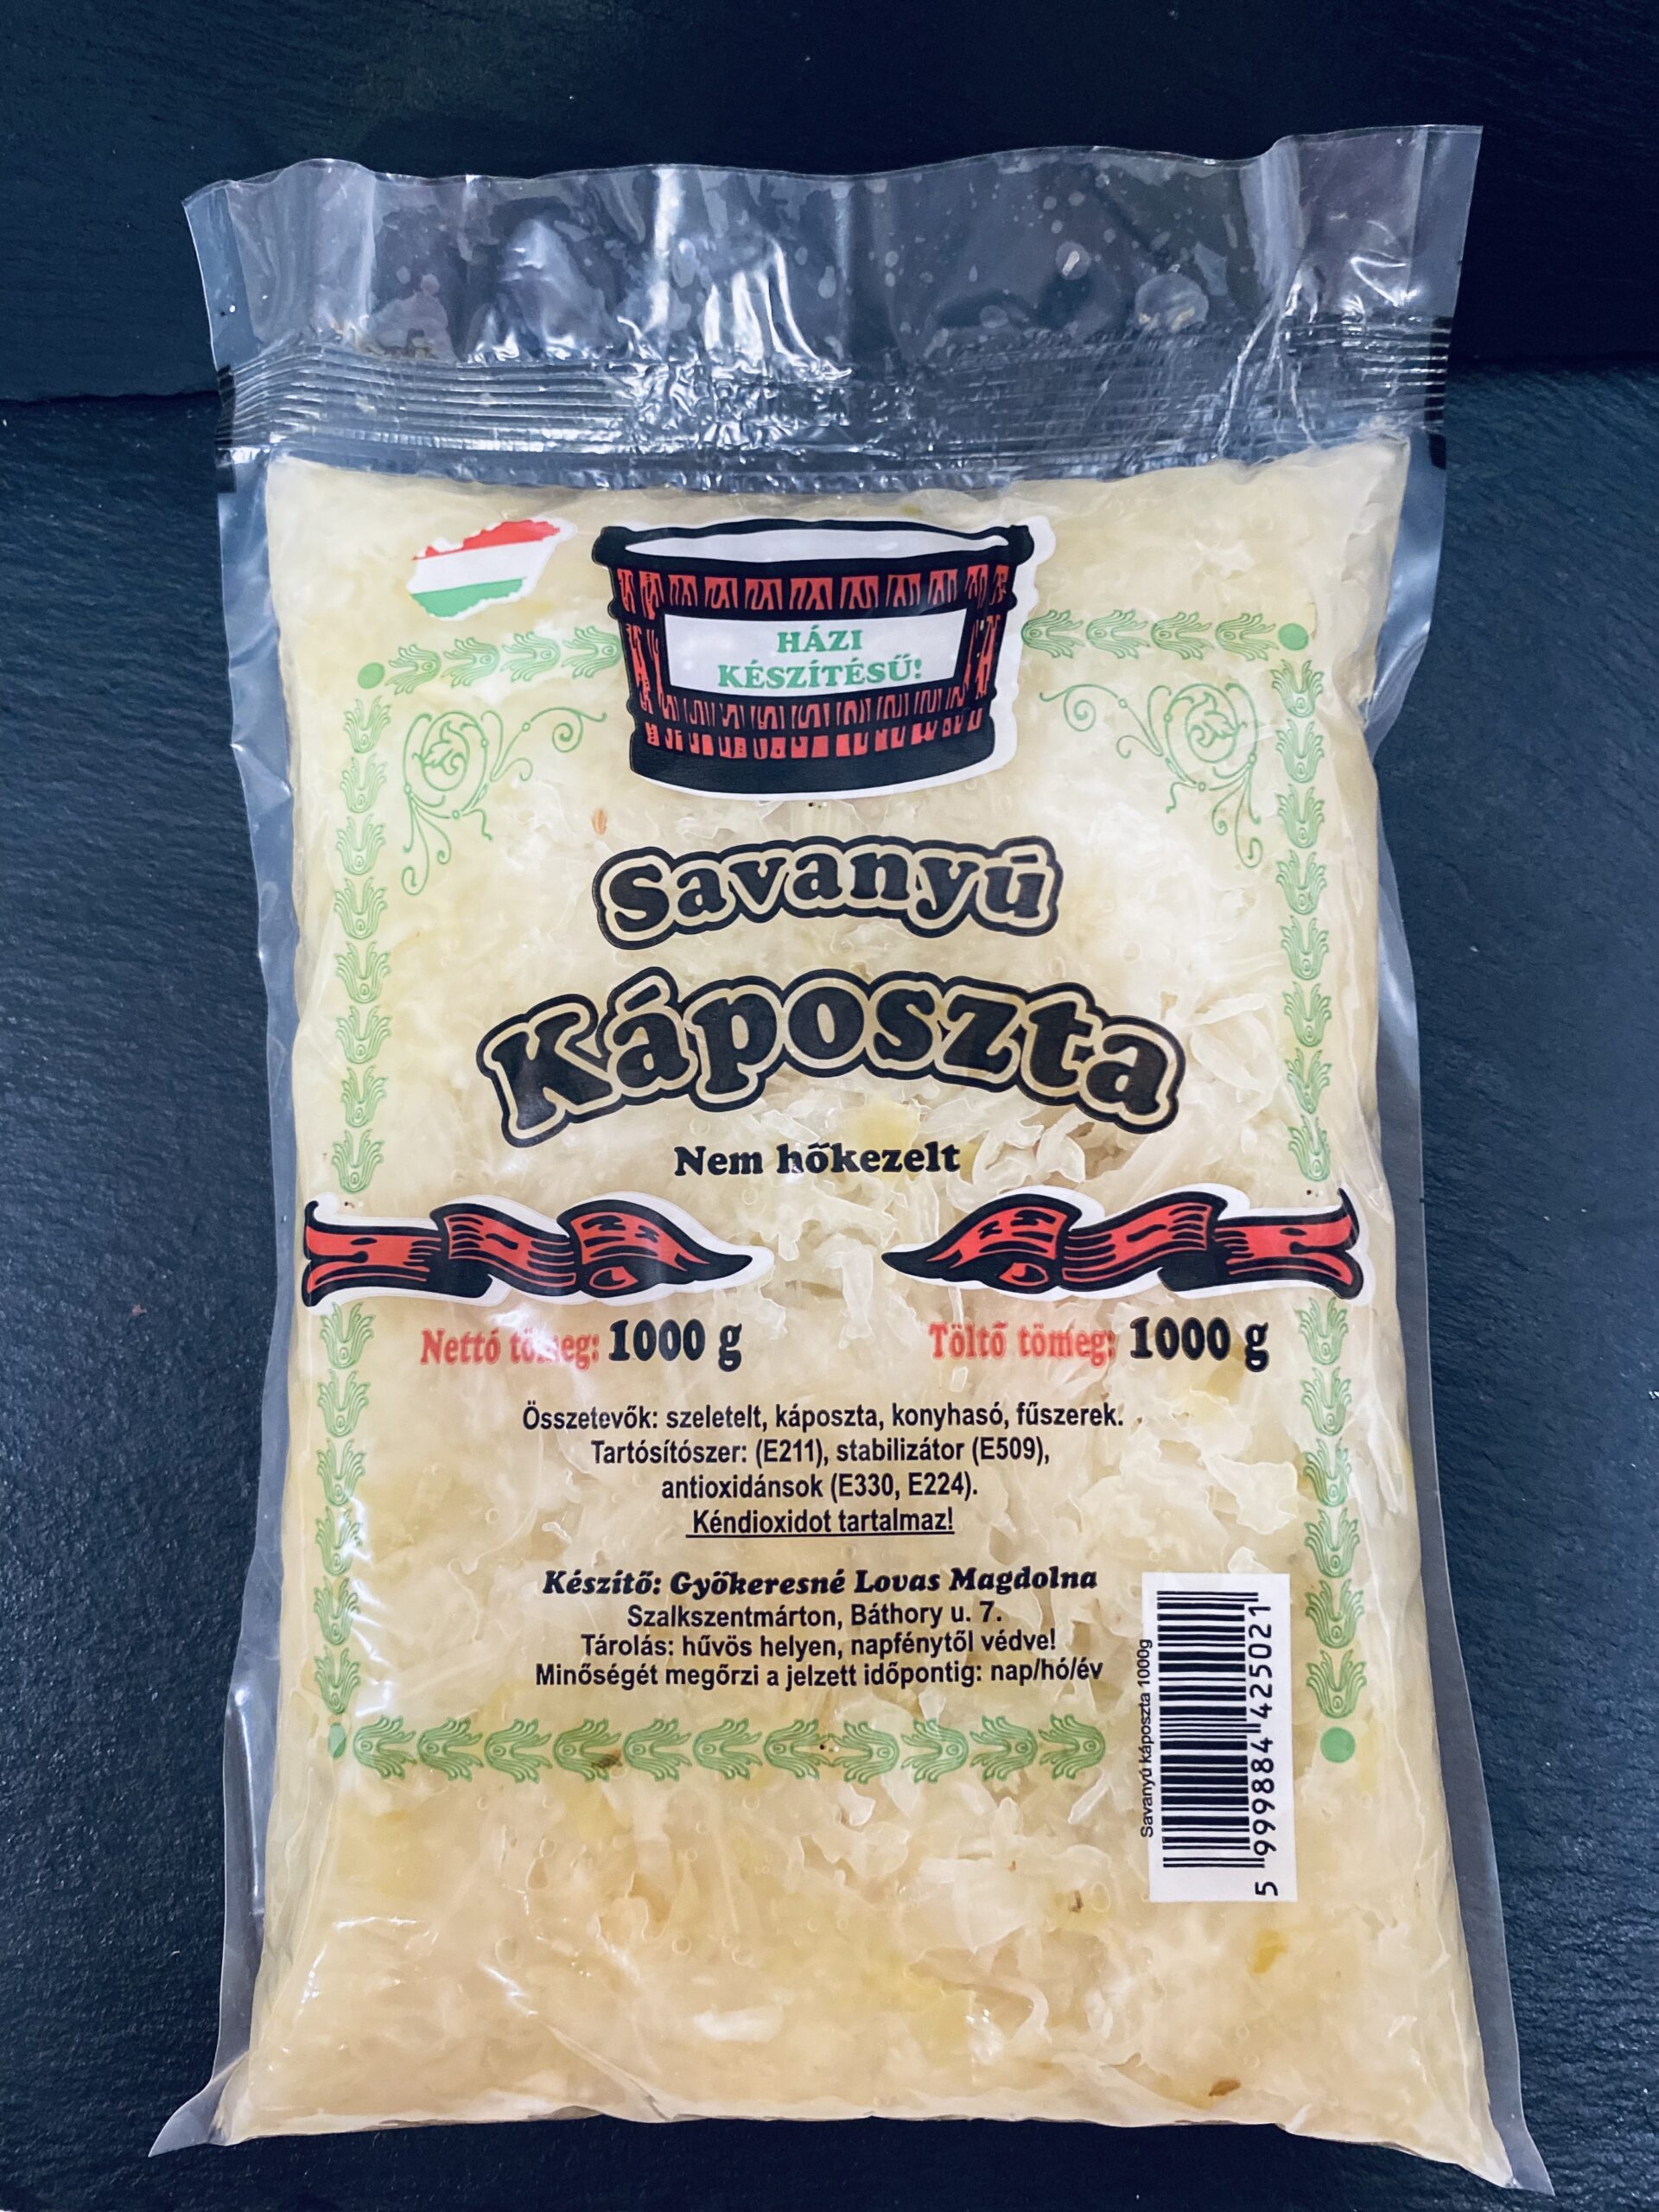 HÁZI
KÉSZÍTÉSŰ!
Savanyú
Káposzta
Nem hőkezelt
Nettó tömeg: 1000 g
Töltő tömeg: 1000 g
Összetevők: szeletelt, káposzta, konyhasó, fűszerek.
Tartósítószer: (E211), stabilizátor (E509),
antioxidánsok (E330, E224).
Kéndioxidot tartalmaz!
Készítő: Gyökeresné Lovas Magdolna
Szalkszentmárton, Báthory u. 7.
Tárolás: hűvös helyen, napfénytől védve!
Minőségét megőrzi a jelzett időpontig: nap/hó/év
Savanyú káposzta 1000g
5 999884 425021